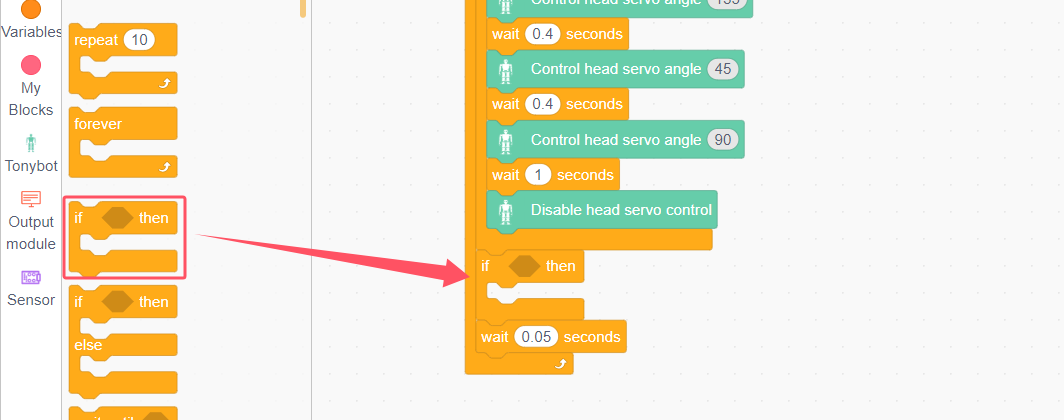 Variables
My
Blocks
Tonybot
Output
module
Sensor
repeat 10
forever
if then
if then
else
Control head servo angle 135
wait 0.4 seconds
Control head servo angle 45
wait 0.4 seconds
Control head servo angle 90
wait 1 seconds
Disable head servo control
if then
wait 0.05 seconds